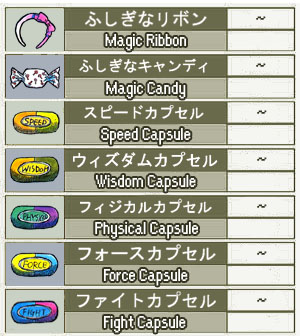 ふしぎなリボン ~
Magic Ribbon
ふしぎなキャンディ ~
Magic Candy
SPEED スピードカプセル ~
Speed Capsule
WISDOM ウィズダムカプセル ~
Wisdom Capsule
フィジカルカプセル ~
Physical Capsule
FORCE フォースカプセル ~
Force Capsule
FIGHT ファイトカプセル ~
Fight Capsule